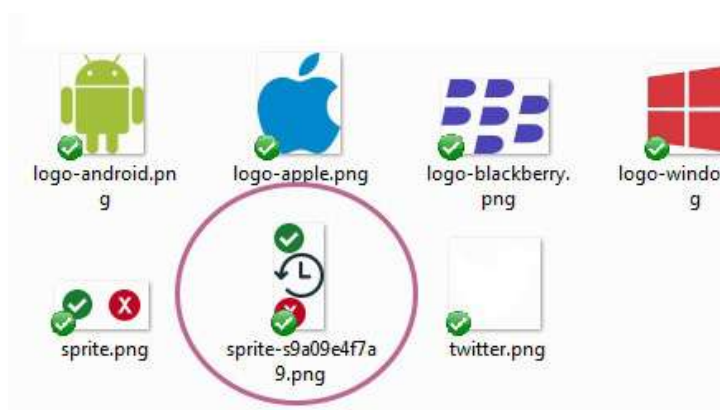 logo-android.pn
g
logo-apple.png
logo-blackberry.
png
logo-windo
g
sprite.png
sprite-s9a09e4f7a
9.png
twitter.png